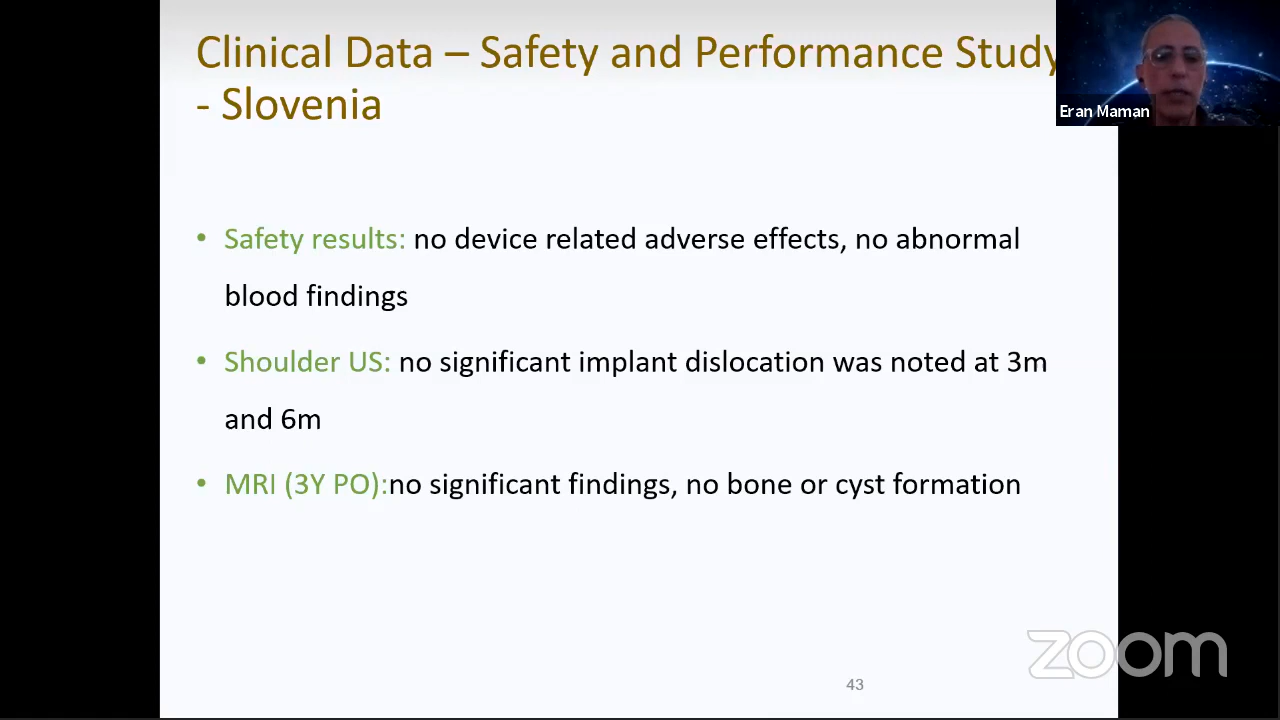 Clinical Data – Safety and Performance Study
- Slovenia
Eran Maman
• Safety results: no device related adverse effects, no abnormal
blood findings
• Shoulder US: no significant implant dislocation was noted at 3m
and 6m
• MRI (3Y PO):no significant findings, no bone or cyst formation
zoom
43